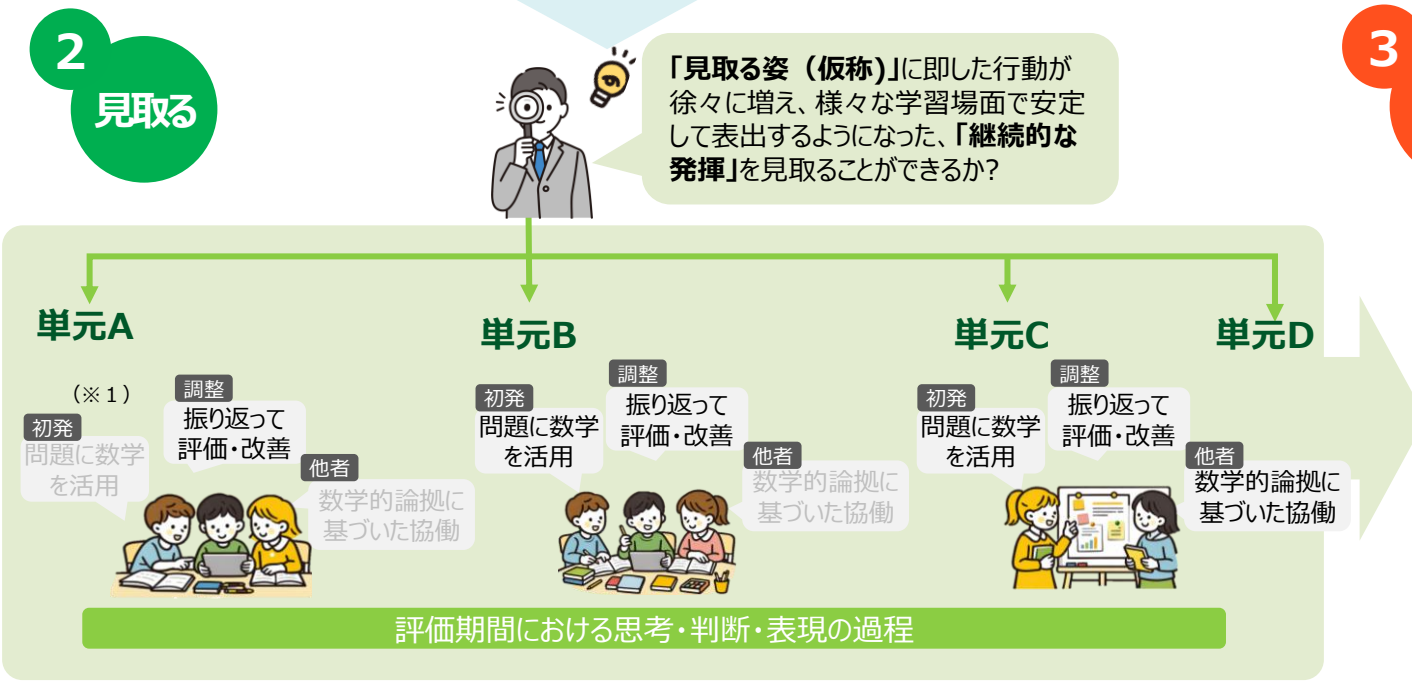 2
見取る
「見取る姿（仮称)」に即した行動が
徐々に増え、様々な学習場面で安定
して表出するようになった、「継続的な
発揮」を見取ることができるか?
3
単元A
(※１)
初発
問題に数学
を活用
調整
振り返って
評価・改善
他者
数学的論拠に
基づいた協働
単元B
初発
問題に数学
を活用
調整
振り返って
評価・改善
他者
数学的論拠に
基づいた協働
単元C
初発
問題に数学
を活用
調整
振り返って
評価・改善
他者
数学的論拠に
基づいた協働
単元D
評価期間における思考・判断・表現の過程